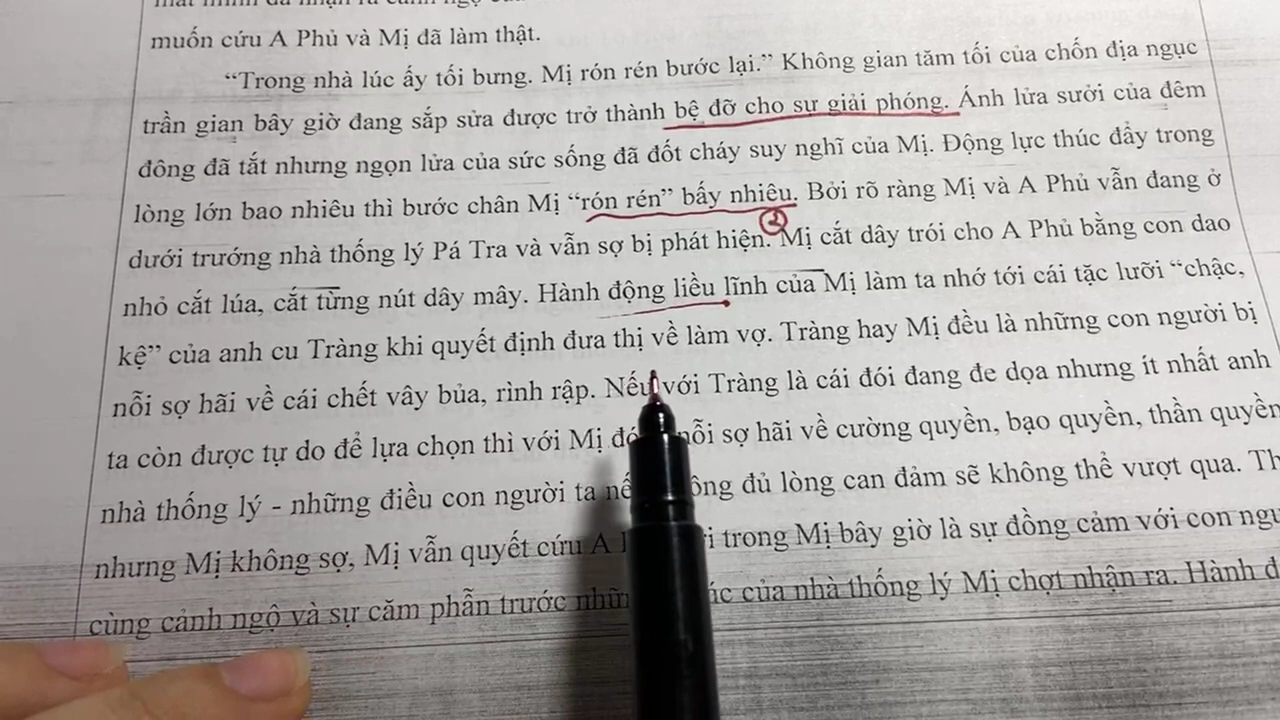 muốn cứu A Phủ và Mị đã làm thật.
“Trong nhà lúc ấy tối bưng. Mị rón rén bước lại.” Không gian tăm tối của chốn địa ngục
trần gian bây giờ đang sắp sửa được trở thành bệ đỡ cho sự giải phóng. Ánh lửa sưởi của đêm
đông đã tắt nhưng ngọn lửa của sức sống đã đốt cháy suy nghĩ của Mị. Động lực thúc đẩy trong
lòng lớn bao nhiêu thì bước chân Mị “rón rén” bấy nhiêu. Bởi rõ ràng Mị và A Phủ vẫn đang ở
2
dưới trướng nhà thống lý Pá Tra và vẫn sợ bị phát hiện. Mị cắt dây trói cho A Phủ bằng con dao
nhỏ cắt lúa, cắt từng nút dây mây. Hành động liều lĩnh của Mị làm ta nhớ tới cái tặc lưỡi “chậc,
kệ” của anh cu Tràng khi quyết định đưa thị về làm vợ. Tràng hay Mị đều là những con người bị
nỗi sợ hãi về cái chết vây bủa, rình rập. Nếu với Tràng là cái đói đang đe dọa nhưng ít nhất anh
ta còn được tự do để lựa chọn thì với Mị nỗi sợ hãi về cường quyền, bạo quyền, thần quyền
nhà thống lý - những điều con người ta đủ lòng can đảm sẽ không thể vượt qua.
nhưng Mị không sợ, Mị vẫn quyết cứu A trong Mị bây giờ là sự đồng cảm với con
cùng cảnh ngộ và sự căm phẫn trước của nhà thống lý Mị chợt nhận ra. Hành